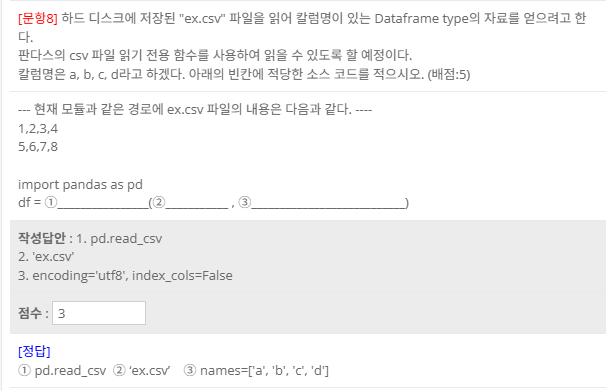 [문항8] 하드 디스크에 저장된 "ex.csv" 파일을 읽어 칼럼명이 있는 Dataframe type의 자료를 얻으려고 한
다.
판다스의 csv 파일 읽기 전용 함수를 사용하여 읽을 수 있도록 할 예정이다.
칼럼명은 a, b, c, d라고 하겠다. 아래의 빈칸에 적당한 소스 코드를 적으시오. (배점:5)
--- 현재 모듈과 같은 경로에 ex.csv 파일의 내용은 다음과 같다. ----
1,2,3,4
5,6,7,8
import pandas as pd
df = ①________________(②___________ , ③___________________________)
작성답안 : 1. pd.read_csv
2. 'ex.csv'
3. encoding='utf8', index_cols=False
점수 : 3
[정답]
① pd.read_csv ② ‘ex.csv’ ③ names=['a', 'b', 'c', 'd']